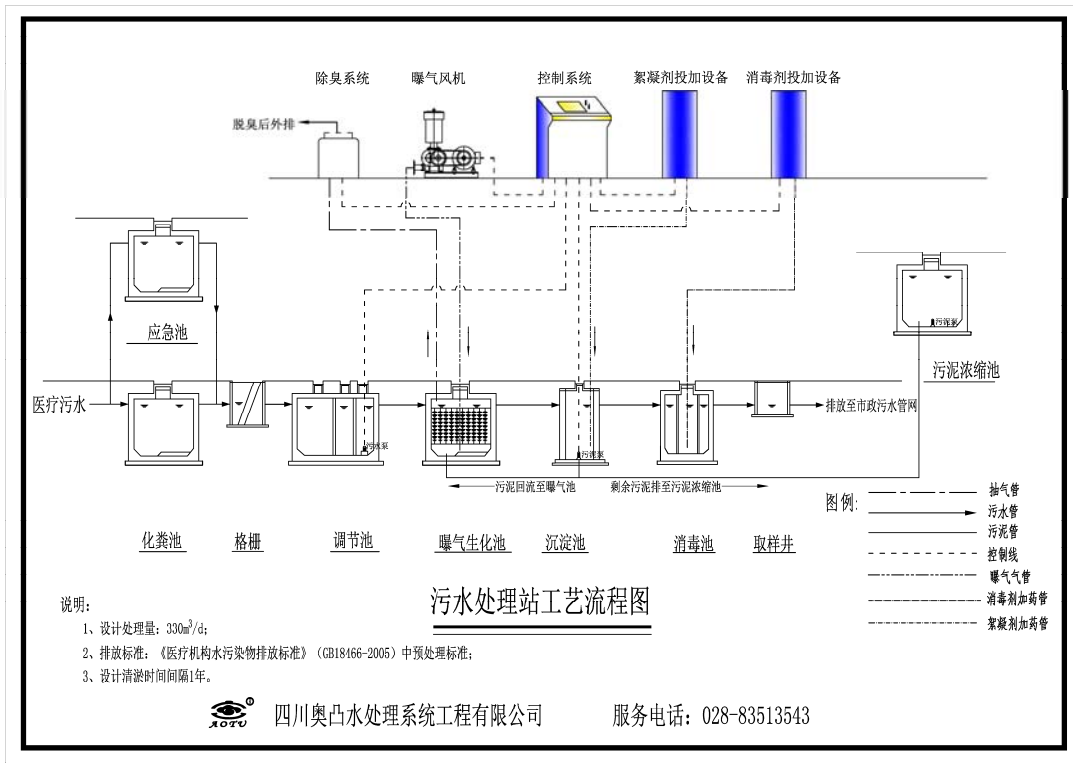 除臭系统 曝气风机 控制系统 絮凝剂投加设备 消毒剂投加设备
脱臭后外排
应急池
污泥泵
污泥浓缩池
医疗污水
排放至市政污水管网
污水泵
污泥泵
污泥回流至曝气池 剩余污泥排至污泥浓缩池
化粪池 格栅 调节池 曝气生化池 沉淀池 消毒池 取样井
图例:
抽气管
污水管
污泥管
控制线
曝气气管
消毒剂加药管
絮凝剂加药管
污水处理站工艺流程图
说明:
1、设计处理量: 330m³/d;
2、排放标准: 《医疗机构水污染物排放标准》 (GB18466-2005) 中预处理标准;
3、设计清淤时间间隔1年。
AOTU ®
四川奥凸水处理系统工程有限公司 服务电话: 028-83513543